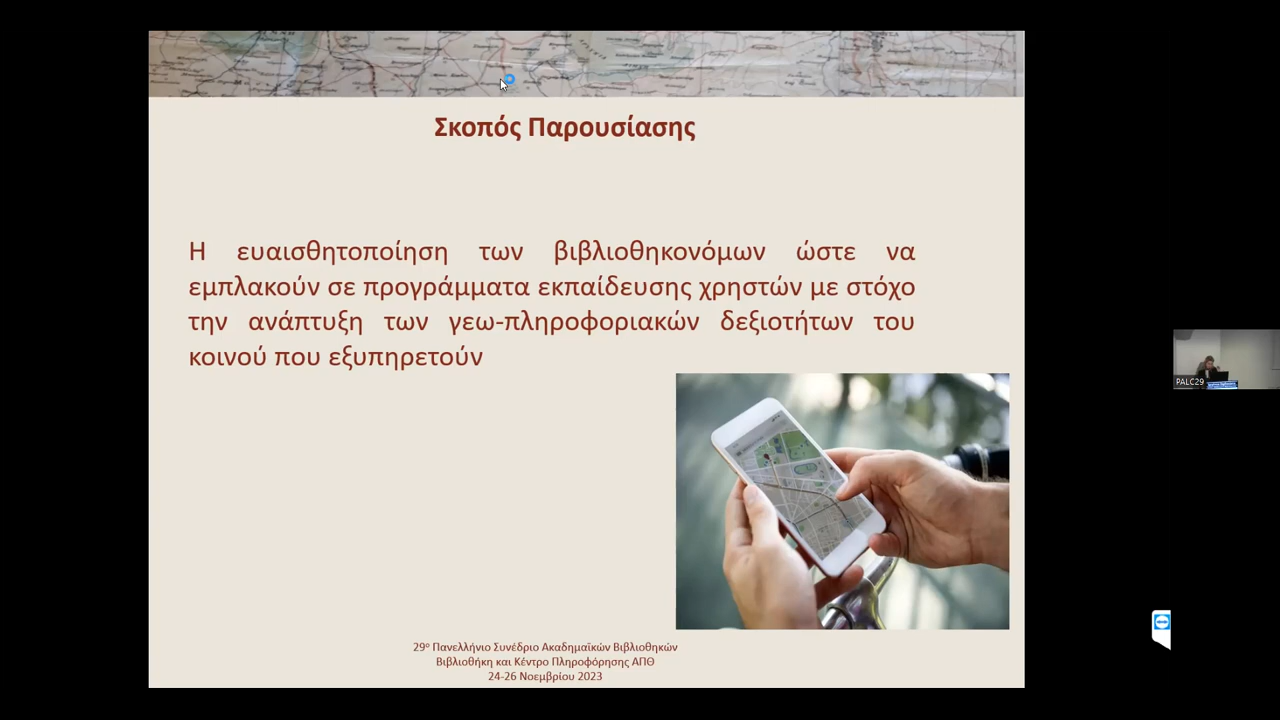 Σκοπός Παρουσίασης
Η ευαισθητοποίηση των βιβλιοθηκονόμων ώστε να
εμπλακούν σε προγράμματα εκπαίδευσης χρηστών με στόχο
την ανάπτυξη των γεω-πληροφοριακών δεξιοτήτων του
κοινού που εξυπηρετούν
PALC29
29ο Πανελλήνιο Συνέδριο Ακαδημαϊκών Βιβλιοθηκών
Βιβλιοθήκη και Κέντρο Πληροφόρησης ΑΠΘ
24-26 Νοεμβρίου 2023